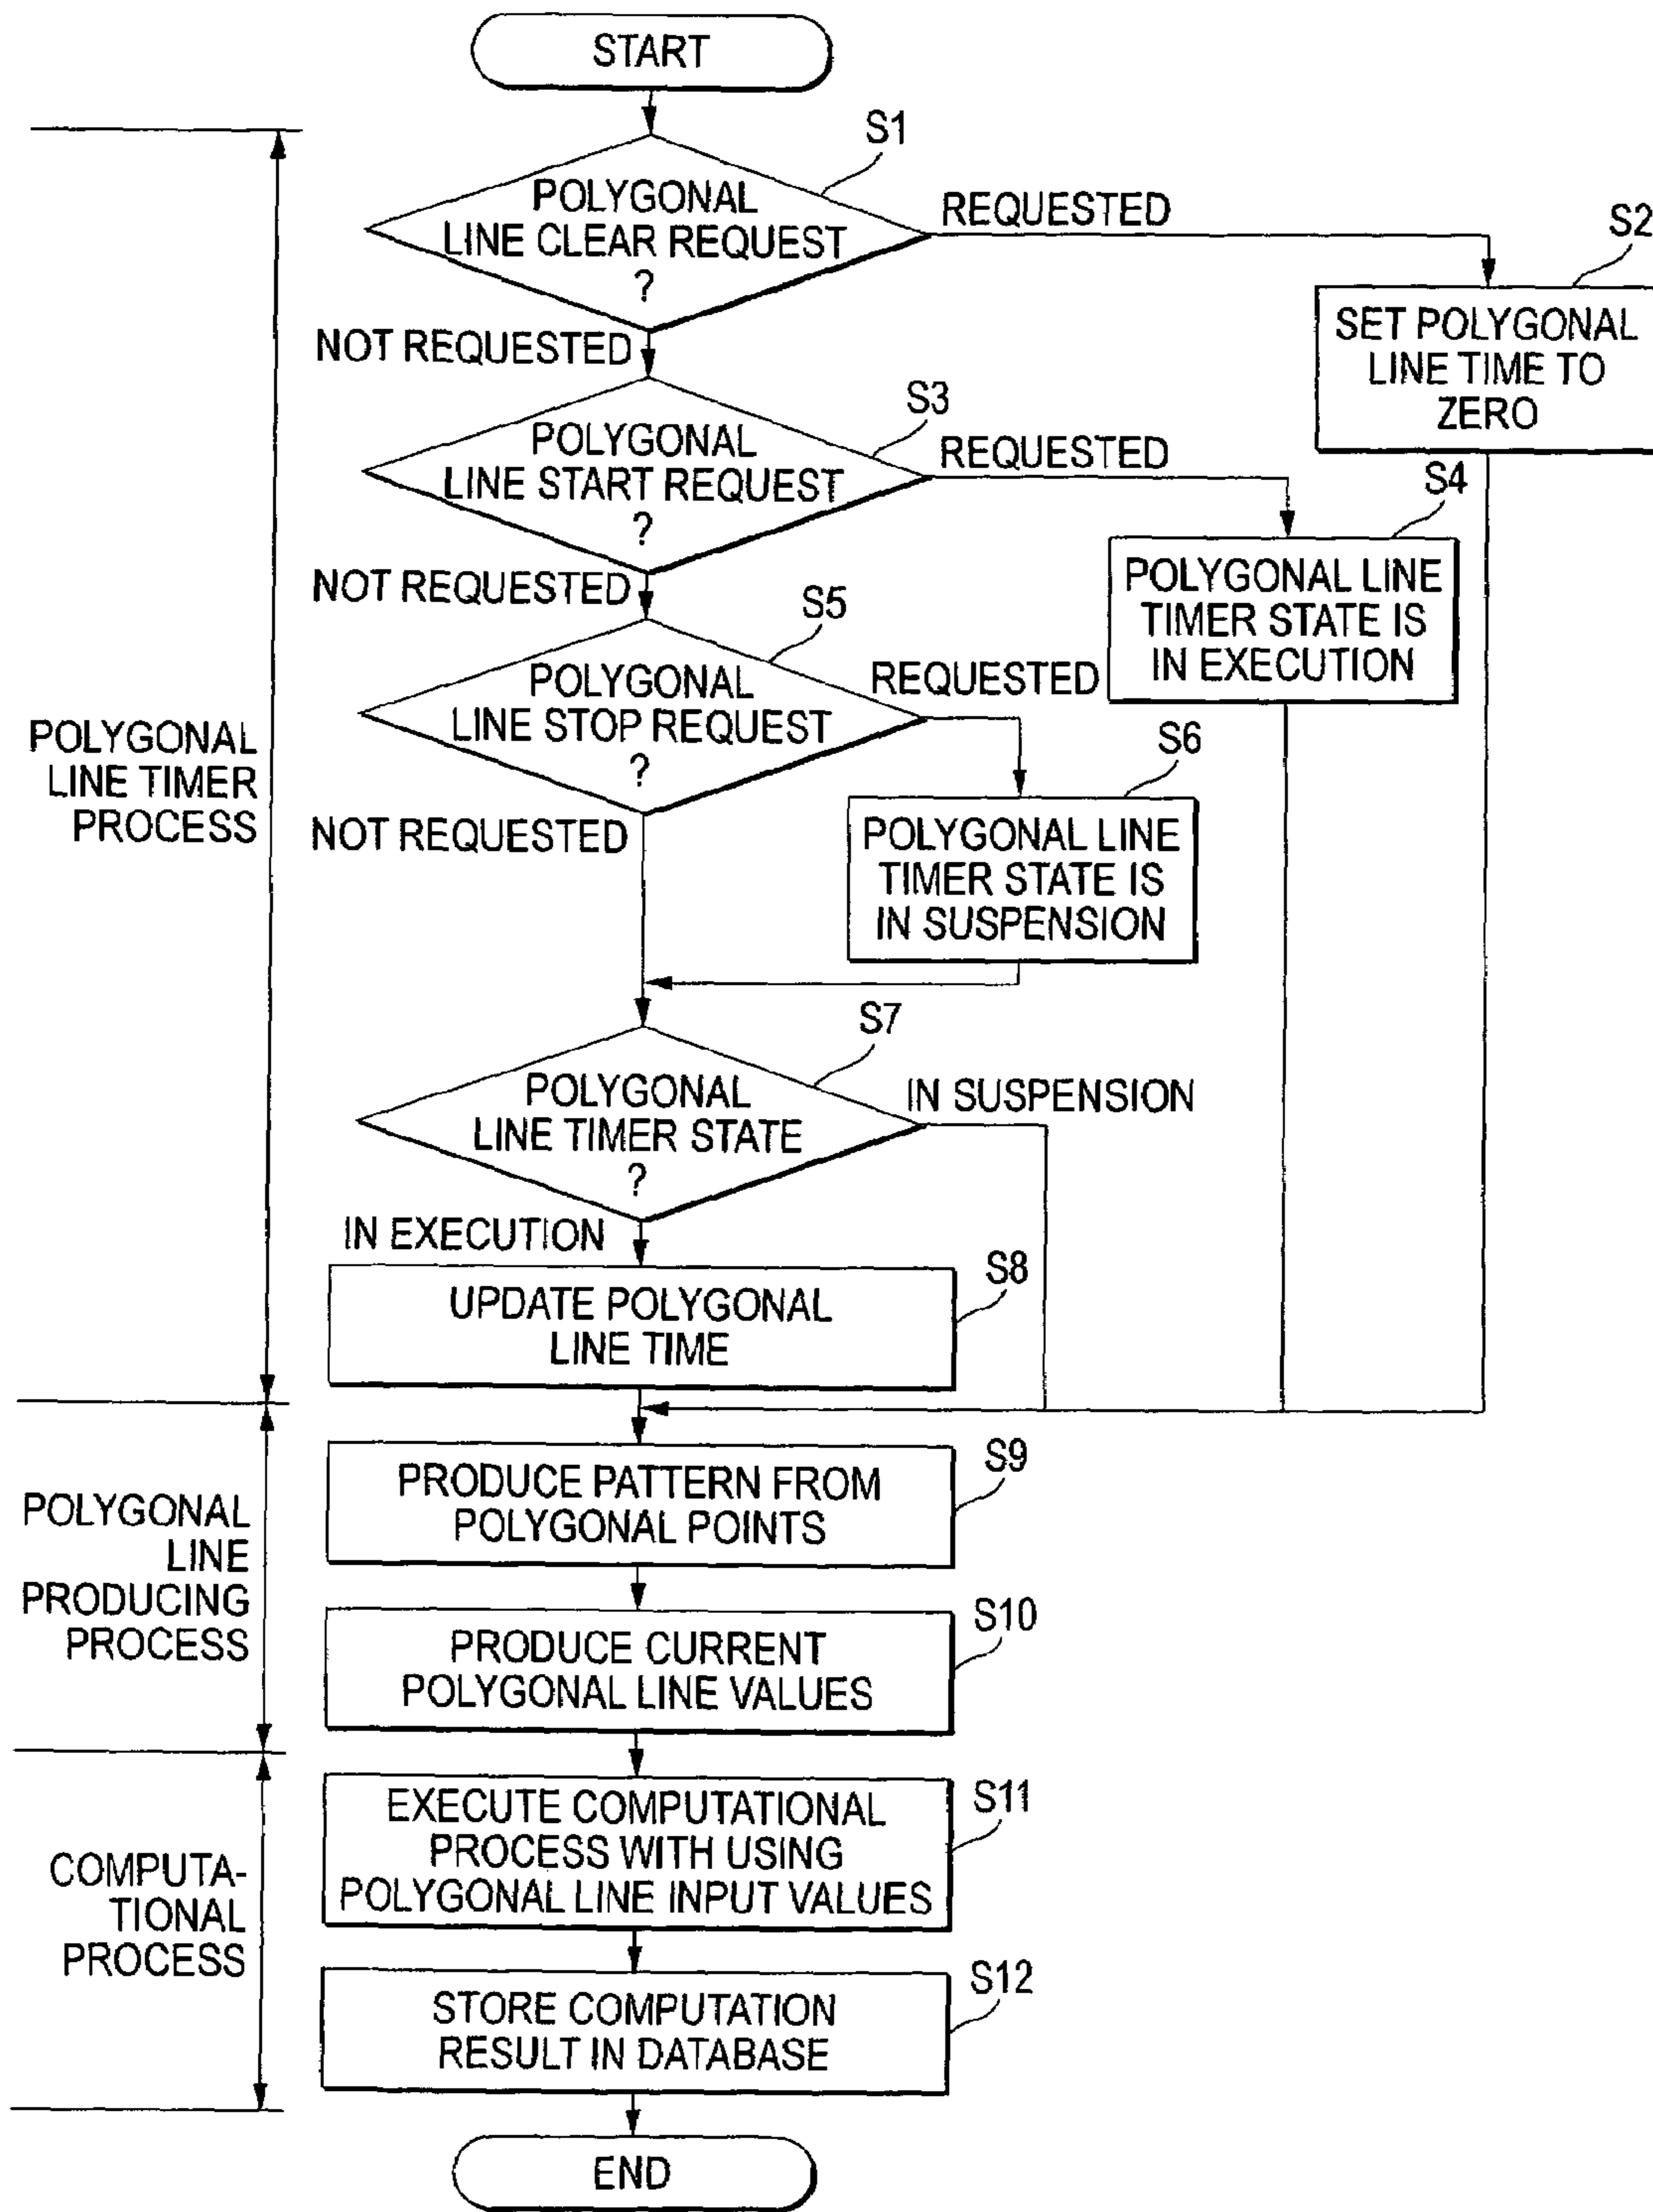 START
S1
POLYGONAL
LINE CLEAR REQUEST
?
REQUESTED
S2
SET POLYGONAL
LINE TIME TO
ZERO
NOT REQUESTED
S3
POLYGONAL
LINE START REQUEST
?
REQUESTED
S4
POLYGONAL LINE
TIMER STATE IS
IN EXECUTION
NOT REQUESTED
S5
POLYGONAL
LINE STOP REQUEST
?
REQUESTED
S6
POLYGONAL LINE
TIMER STATE IS
IN SUSPENSION
NOT REQUESTED
POLYGONAL
LINE TIMER
PROCESS
S7
POLYGONAL
LINE TIMER STATE
?
IN SUSPENSION
IN EXECUTION
S8
UPDATE POLYGONAL
LINE TIME
POLYGONAL
LINE
PRODUCING
PROCESS
S9
PRODUCE PATTERN FROM
POLYGONAL POINTS
S10
PRODUCE CURRENT
POLYGONAL LINE VALUES
COMPUTA-
TIONAL
PROCESS
S11
EXECUTE COMPUTATIONAL
PROCESS WITH USING
POLYGONAL LINE INPUT VALUES
S12
STORE COMPUTATION
RESULT IN DATABASE
END